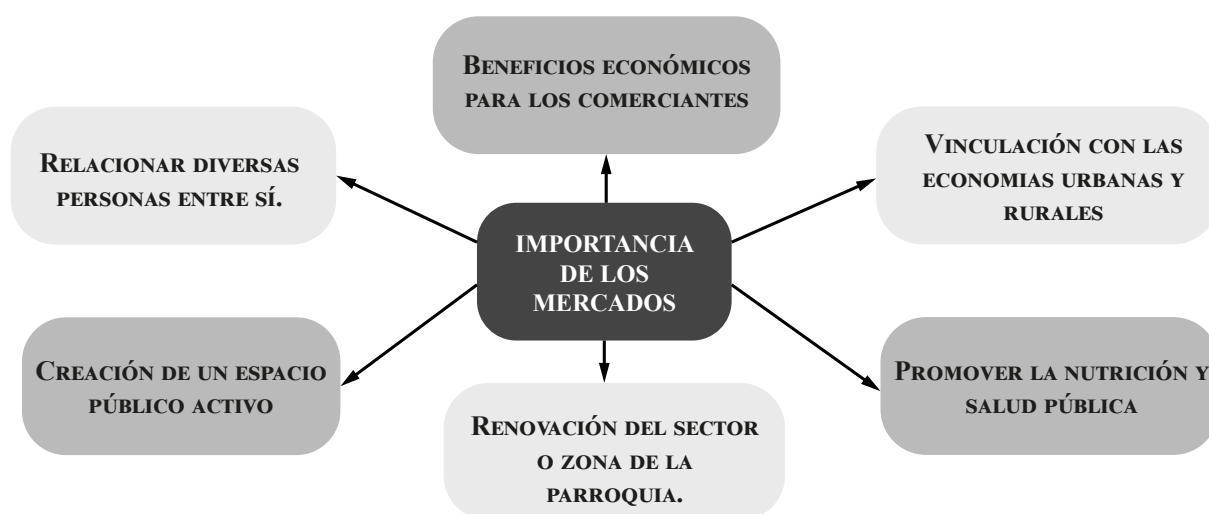 Beneficios económicos
para los comerciantes
Relacionar diversas
personas entre sí.
Vinculación con las
economias urbanas y
rurales
IMPORTANCIA
DE LOS
MERCADOS
Creación de un espacio
público activo
Promover la nutrición y
salud pública
Renovación del sector
o zona de la
parroquia.